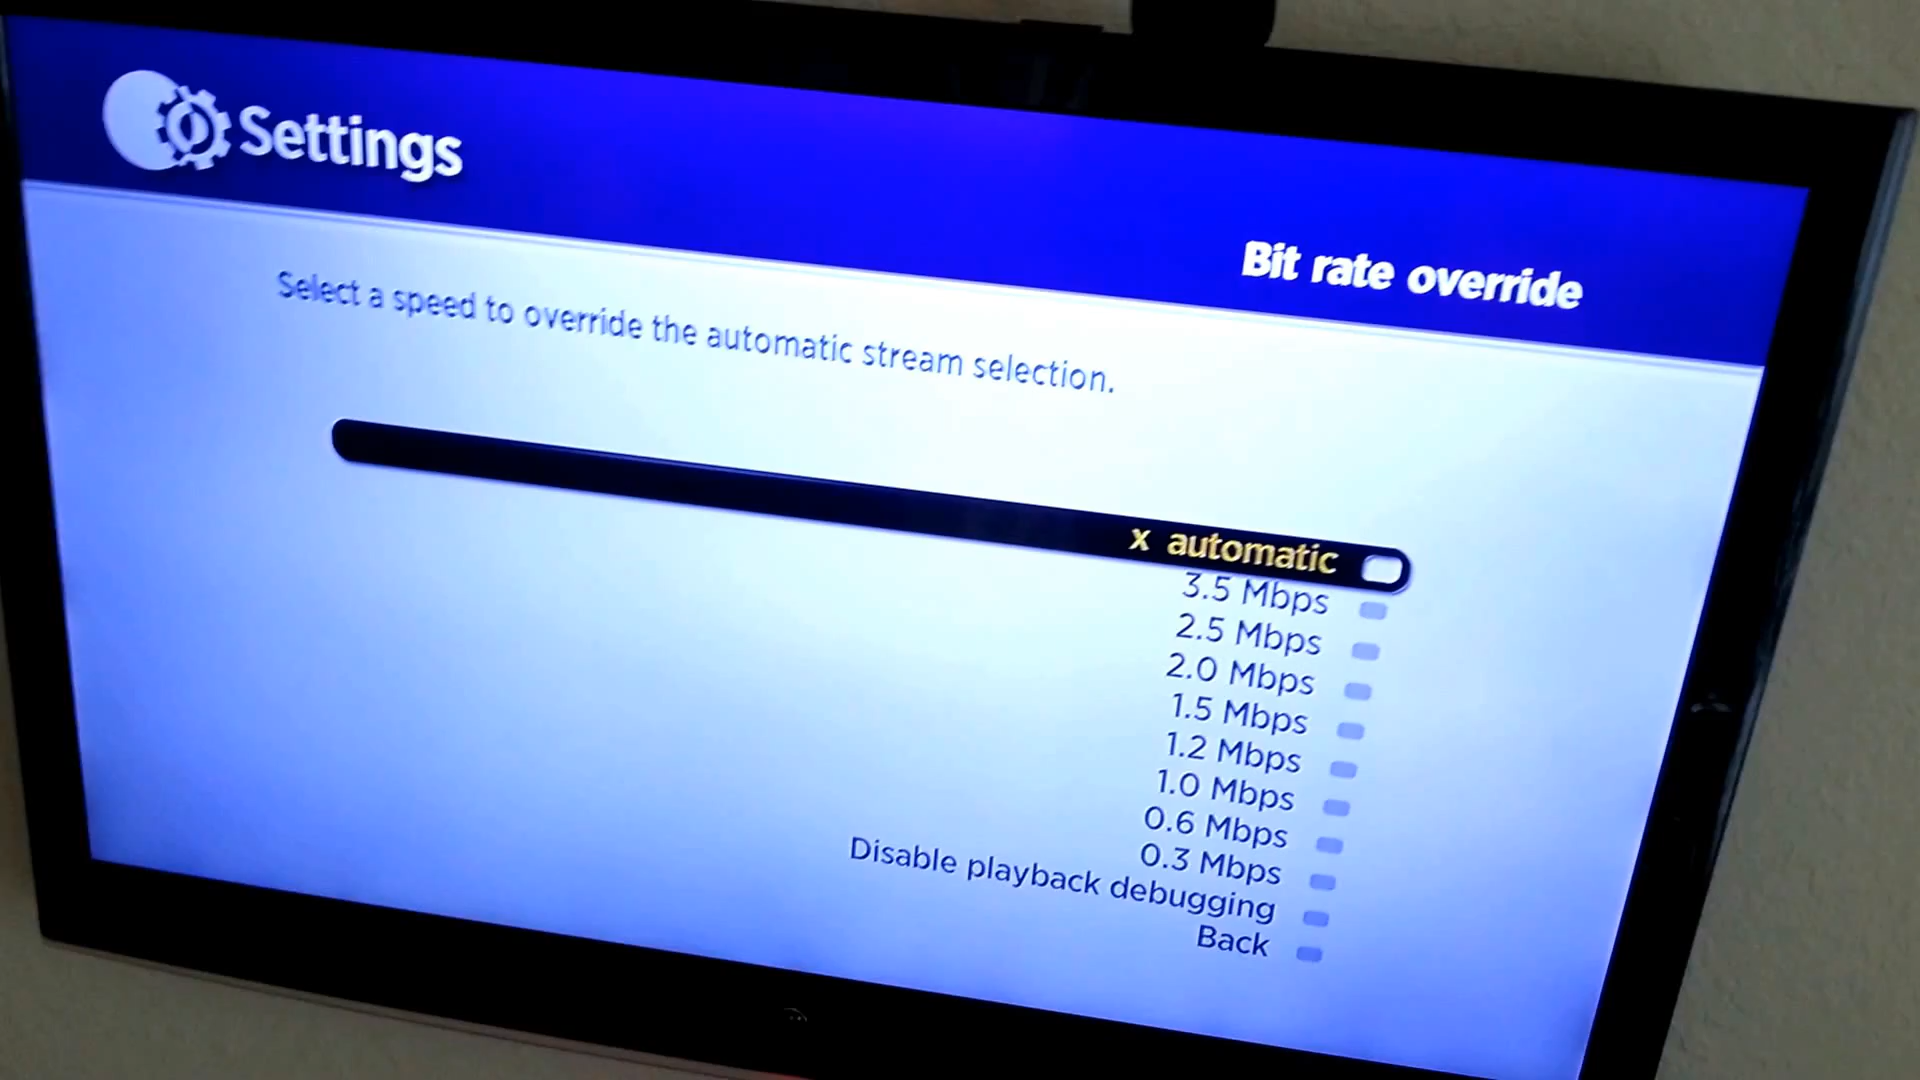 Settings
Bit rate override
Select a speed to override the automatic stream selection.
x automatic
3.5 Mbps
2.5 Mbps
2.0 Mbps
1.5 Mbps
1.2 Mbps
1.0 Mbps
0.6 Mbps
0.3 Mbps
Disable playback debugging
Back